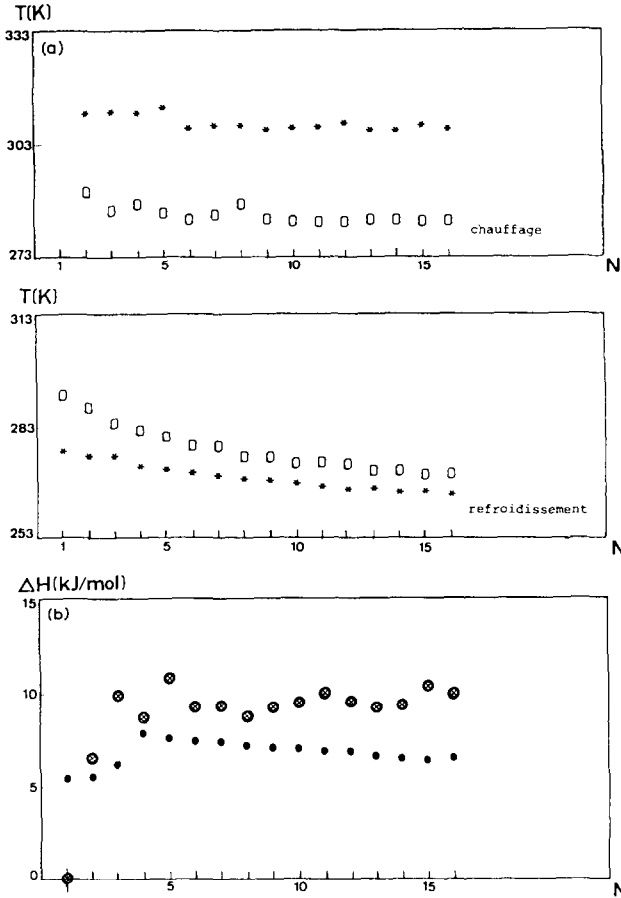 T(K)
333
(a)
303
chauffage
273
1 5 10 15 N
T(K)
313
283
refroidissement
253
1 5 10 15 N
ΔH(kJ/mol)
15
(b)
10
5
0
5 10 15 N